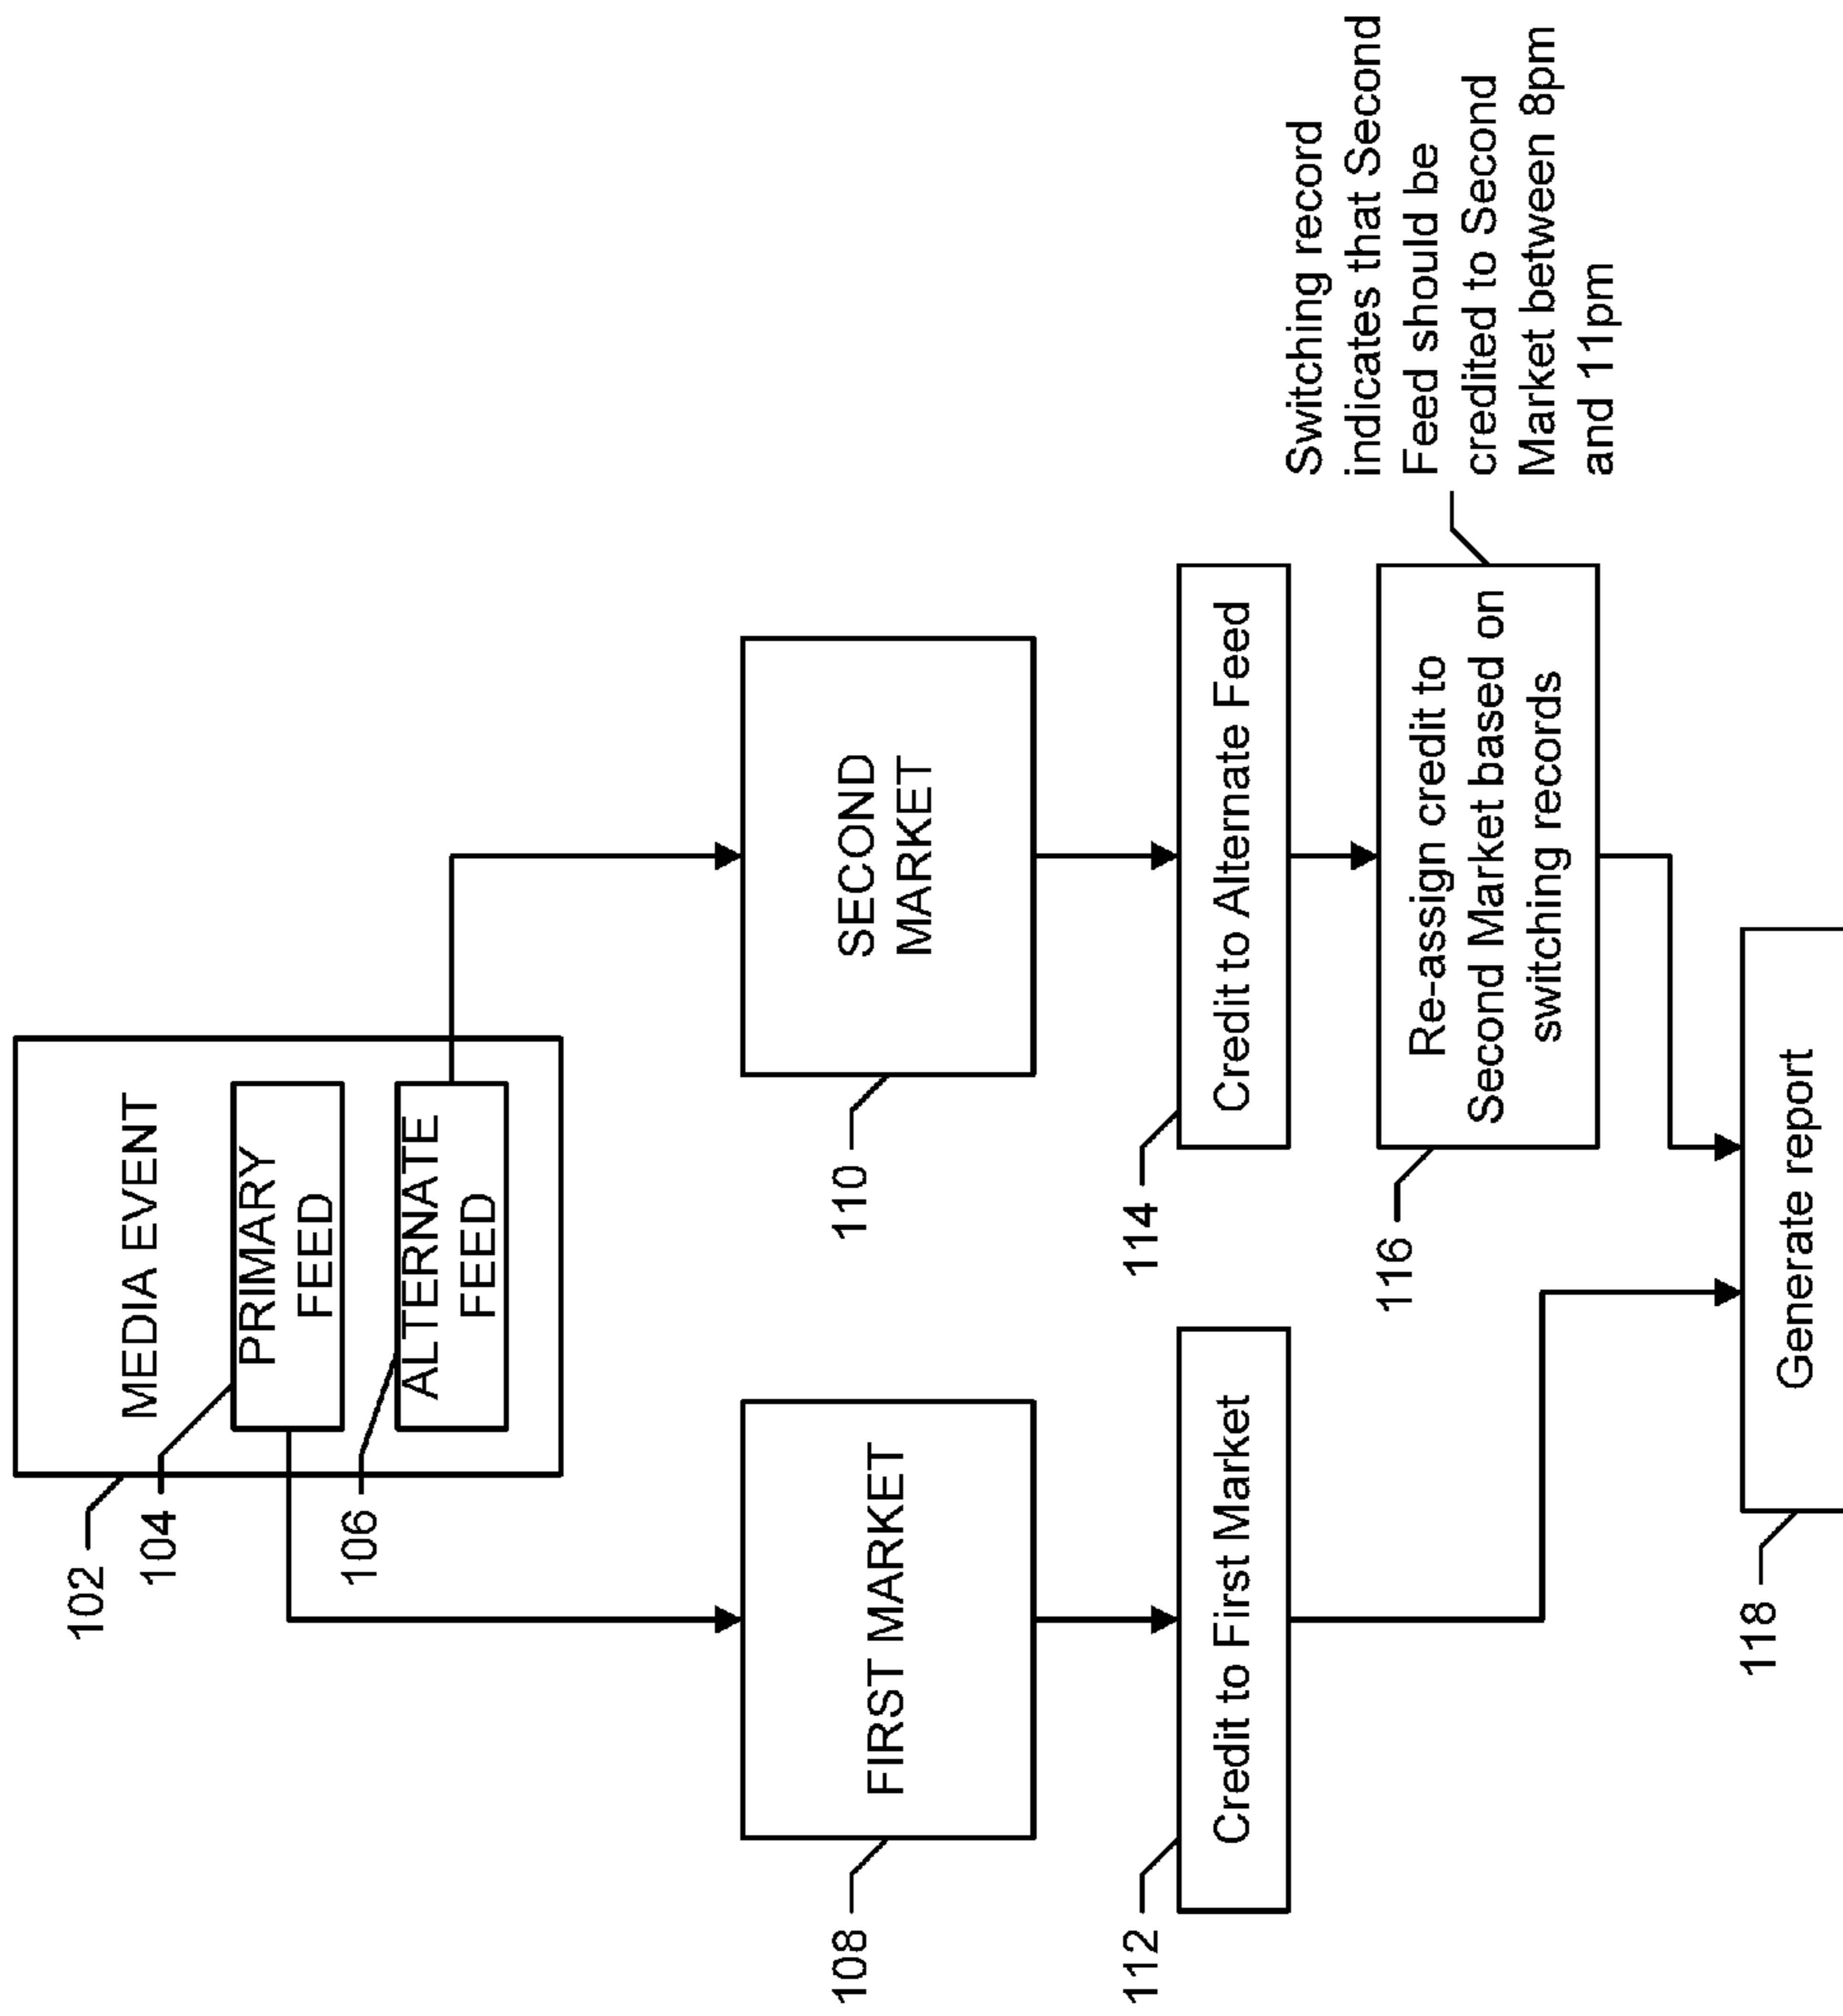 MEDIA EVENT
102
104
PRIMARY
FEED
106
ALTERNATE
FEED
108
FIRST MARKET
110
SECOND
MARKET
112
Credit to First Market
114
Credit to Alternate Feed
116
Re-assign credit to
Second Market based on
switching records
Switching record
indicates that Second
Feed should be
credited to Second
Market between 8pm
and 11pm
118
Generate report